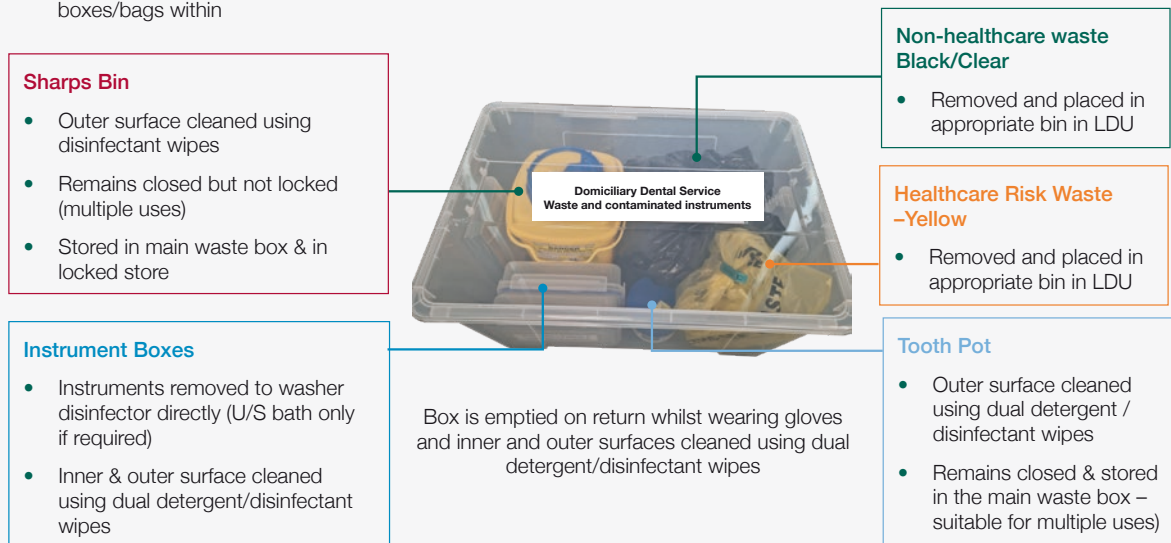 boxes/bags within
Sharps Bin
• Outer surface cleaned using
disinfectant wipes
• Remains closed but not locked
(multiple uses)
• Stored in main waste box & in
locked store
Instrument Boxes
• Instruments removed to washer
disinfector directly (U/S bath only
if required)
• Inner & outer surface cleaned
using dual detergent/disinfectant
wipes
Domiciliary Dental Service
Waste and contaminated instruments
Box is emptied on return whilst wearing gloves
and inner and outer surfaces cleaned using dual
detergent/disinfectant wipes
Non-healthcare waste
Black/Clear
• Removed and placed in
appropriate bin in LDU
Healthcare Risk Waste
–Yellow
• Removed and placed in
appropriate bin in LDU
Tooth Pot
• Outer surface cleaned
using dual detergent /
disinfectant wipes
• Remains closed & stored
in the main waste box –
suitable for multiple uses)